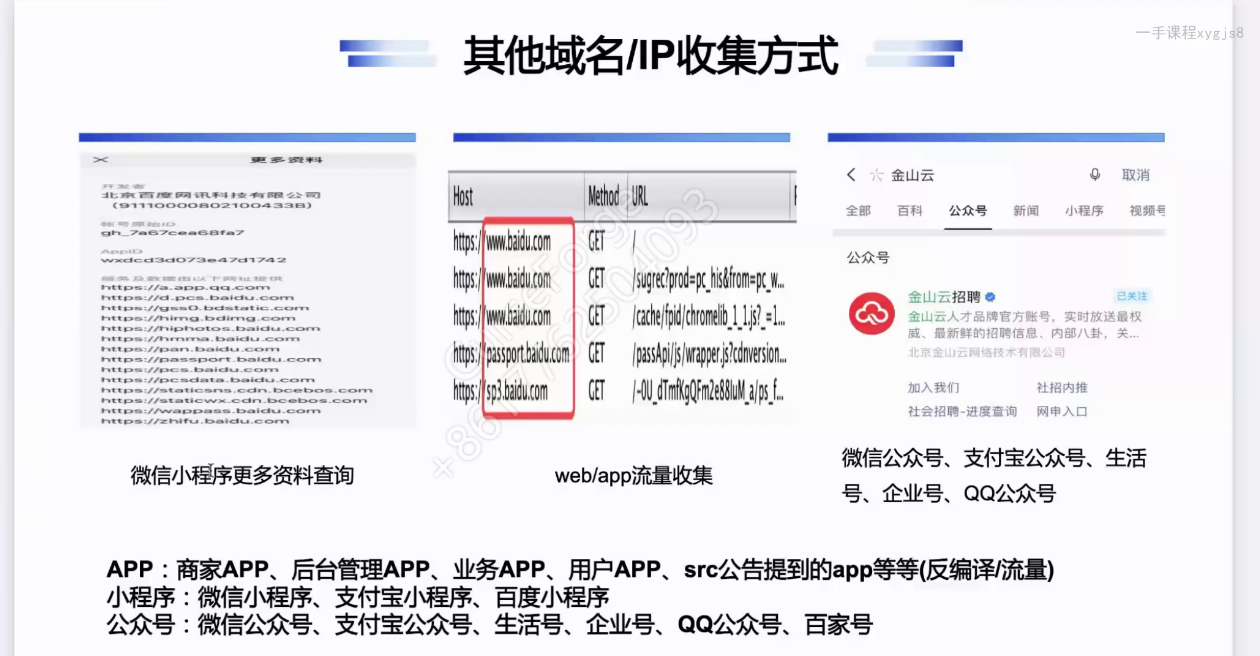 一手课程xygjs8
其他域名/IP收集方式
更多资料
开发者
北京百度网讯科技有限公司
(91110000802100433B)
帐号原始ID
gh_7a67cea68fa7
AppID
wxdcd3d073e47d1742
服务及数据由以下网址提供
https://a.app.qq.com
https://d.pcs.baidu.com
https://gss0.bdstatic.com
https://himg.bdimg.com
https://hiphotos.baidu.com
https://hmma.baidu.com
https://pan.baidu.com
https://passport.baidu.com
https://pcs.baidu.com
https://pcsdata.baidu.com
https://staticsns.cdn.bcebos.com
https://staticwx.cdn.bcebos.com
https://wappass.baidu.com
https://zhifu.baidu.com
微信小程序更多资料查询
Host Method URL
https://www.baidu.com GET /
https://www.baidu.com GET /sugrec?prod=pc_his&from=pc_w...
https://www.baidu.com GET /cache/fpid/chromelib_1_1.js?_=1...
https://passport.baidu.com GET /passApi/js/wrapper.js?cdnversion...
https://sp3.baidu.com GET /-0U_dTmfKgQFm2e88IuM_a/ps_f...
web/app流量收集
金山云 取消
全部 百科 公众号 新闻 小程序 视频号
公众号
金山云招聘 已关注
金山云人才品牌官方账号，实时放送最权
威、最新鲜的招聘信息、内部八卦，关...
北京金山云网络技术有限公司
加入我们 社招内推
社会招聘-进度查询 网申入口
微信公众号、支付宝公众号、生活
号、企业号、QQ公众号
APP：商家APP、后台管理APP、业务APP、用户APP、src公告提到的app等等(反编译/流量)
小程序：微信小程序、支付宝小程序、百度小程序
公众号：微信公众号、支付宝公众号、生活号、企业号、QQ公众号、百家号